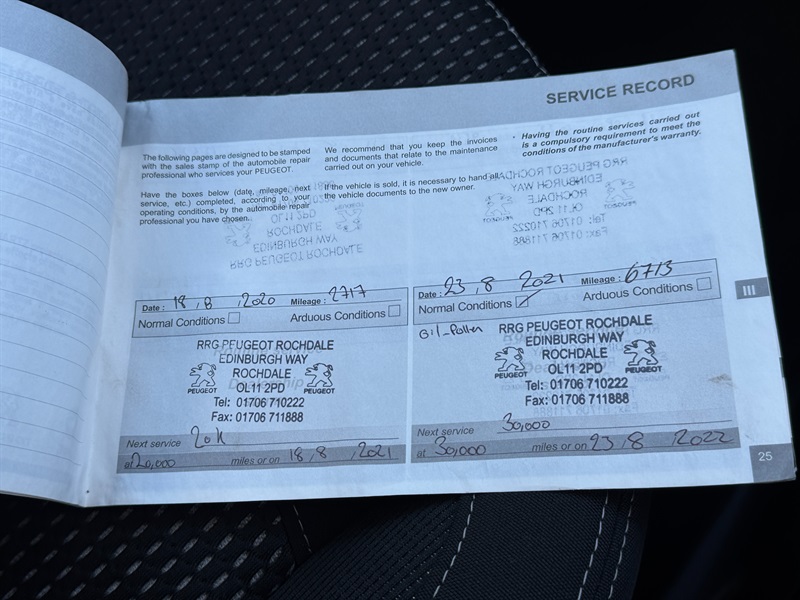 SERVICE RECORD
The following pages are designed to be stamped
with the sales stamp of the automobile repair
professional who services your PEUGEOT.
Have the boxes below (date, mileage, next
service, etc.) completed, according to your
operating conditions, by the automobile repair
professional you have chosen.
We recommend that you keep the invoices
and documents that relate to the maintenance
carried out on your vehicle.
If the vehicle is sold, it is necessary to hand all
the vehicle documents to the new owner.
• Having the routine services carried out
is a compulsory requirement to meet the
conditions of the manufacturer's warranty.
Date : 18 , 8 , 2020 Mileage : 2717
Normal Conditions Arduous Conditions
RRG PEUGEOT ROCHDALE
EDINBURGH WAY
ROCHDALE
OL11 2PD
PEUGEOT PEUGEOT
Tel: 01706 710222
Fax: 01706 711888
Next service 20K
at 20,000 miles or on 18 , 8 , 2021
Date : 23 , 8 2021 Mileage : 6713
Normal Conditions Arduous Conditions
Oil - Pollen
RRG PEUGEOT ROCHDALE
EDINBURGH WAY
ROCHDALE
OL11 2PD
PEUGEOT PEUGEOT
Tel: 01706 710222
Fax: 01706 711888
Next service 30,000
at 30,000 miles or on 23 , 8 2022
III
25